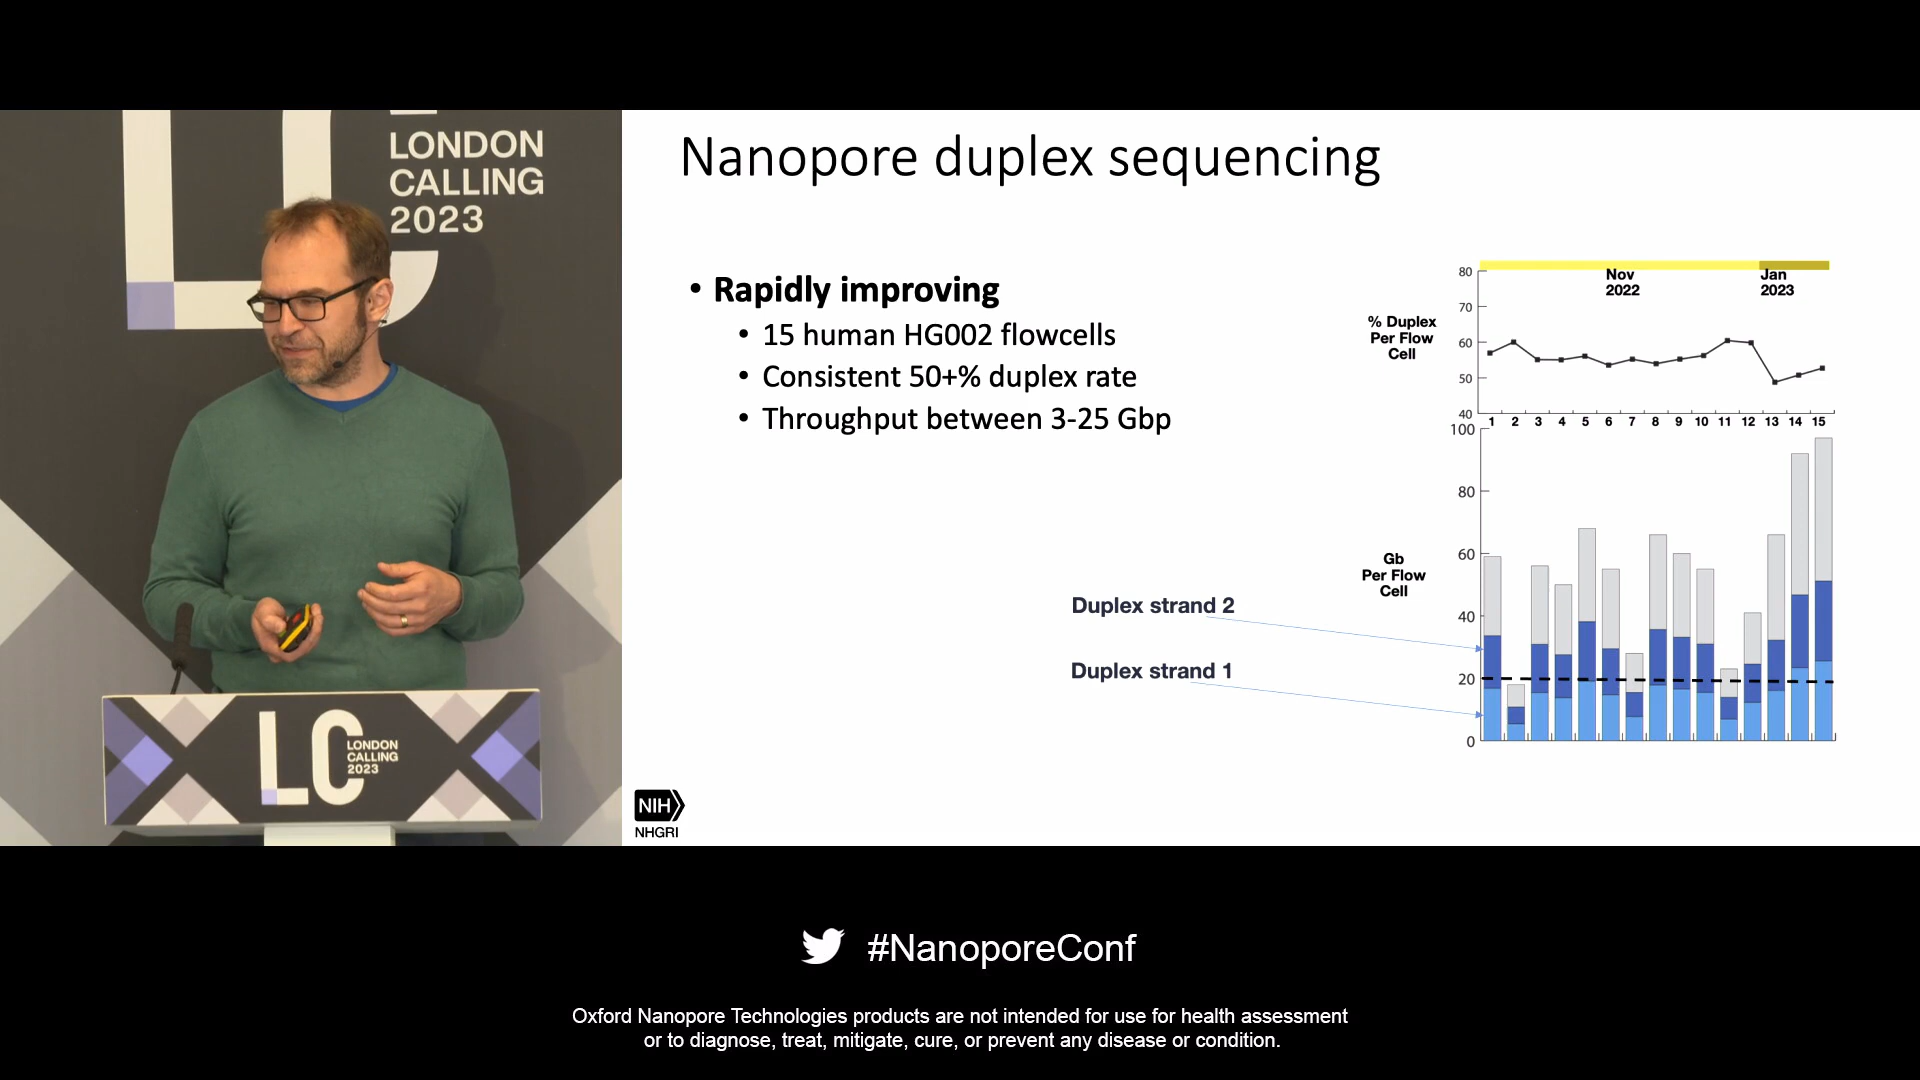 LONDON
CALLING
2023
LC
LONDON
CALLING
2023
Nanopore duplex sequencing
• Rapidly improving
• 15 human HG002 flowcells
• Consistent 50+% duplex rate
• Throughput between 3-25 Gbp
Nov
2022
Jan
2023
% Duplex
Per Flow
Cell
80
70
60
50
40
1 2 3 4 5 6 7 8 9 10 11 12 13 14 15
Gb
Per Flow
Cell
100
80
60
40
20
0
Duplex strand 2
Duplex strand 1
NIH
NHGRI
#NanoporeConf
Oxford Nanopore Technologies products are not intended for use for health assessment
or to diagnose, treat, mitigate, cure, or prevent any disease or condition.